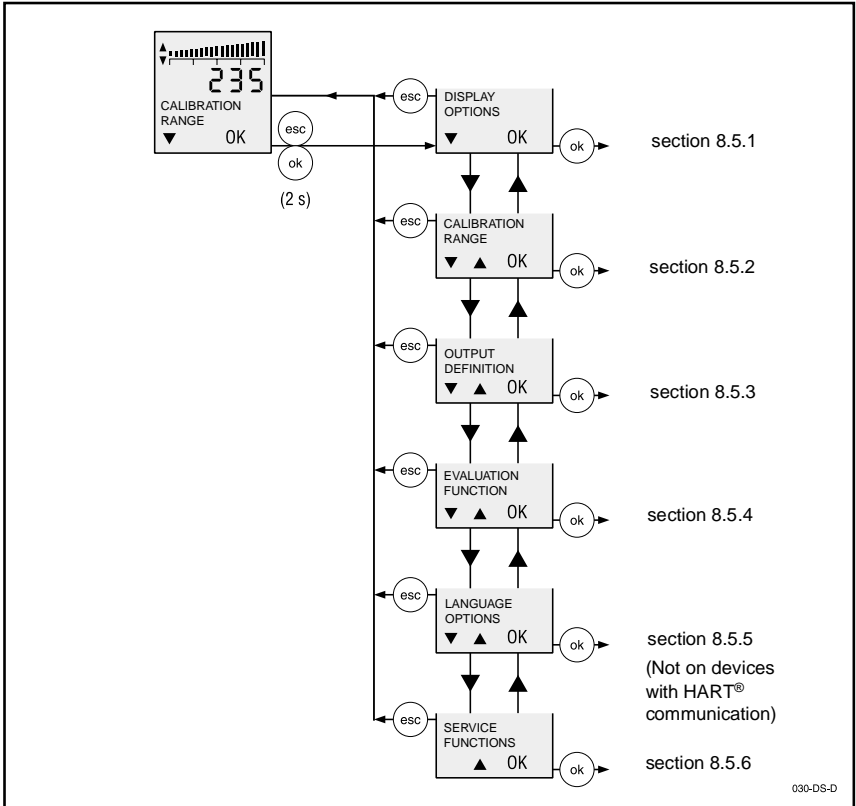 235
CALIBRATION
RANGE
▼ OK
esc
ok
(2 s)
esc
DISPLAY
OPTIONS
▼ OK
ok
section 8.5.1
esc
CALIBRATION
RANGE
▼ ▲ OK
ok
section 8.5.2
esc
OUTPUT
DEFINITION
▼ ▲ OK
ok
section 8.5.3
esc
EVALUATION
FUNCTION
▼ ▲ OK
ok
section 8.5.4
esc
LANGUAGE
OPTIONS
▼ ▲ OK
ok
section 8.5.5
(Not on devices
with HART®
communication)
esc
SERVICE
FUNCTIONS
▲ OK
ok
section 8.5.6
030-DS-D